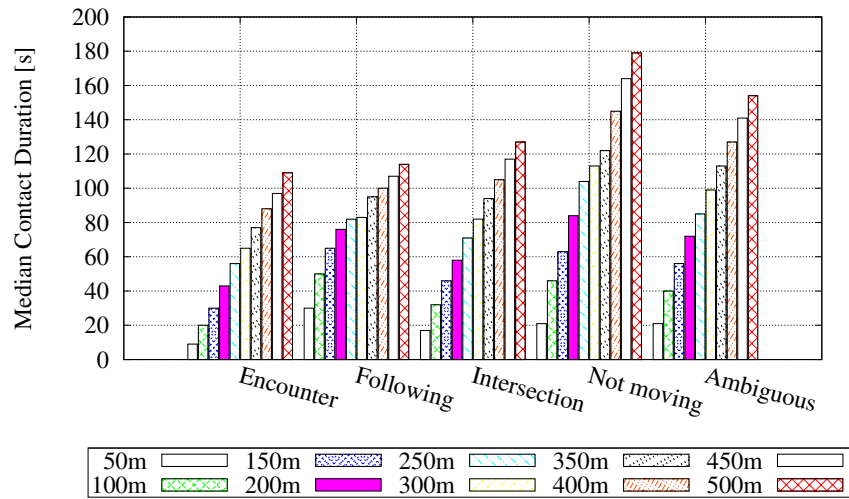 Median Contact Duration [s]
200
180
160
140
120
100
80
60
40
20
0
Encounter
Following
Intersection
Not moving
Ambiguous
50m 150m 250m 350m 450m
100m 200m 300m 400m 500m